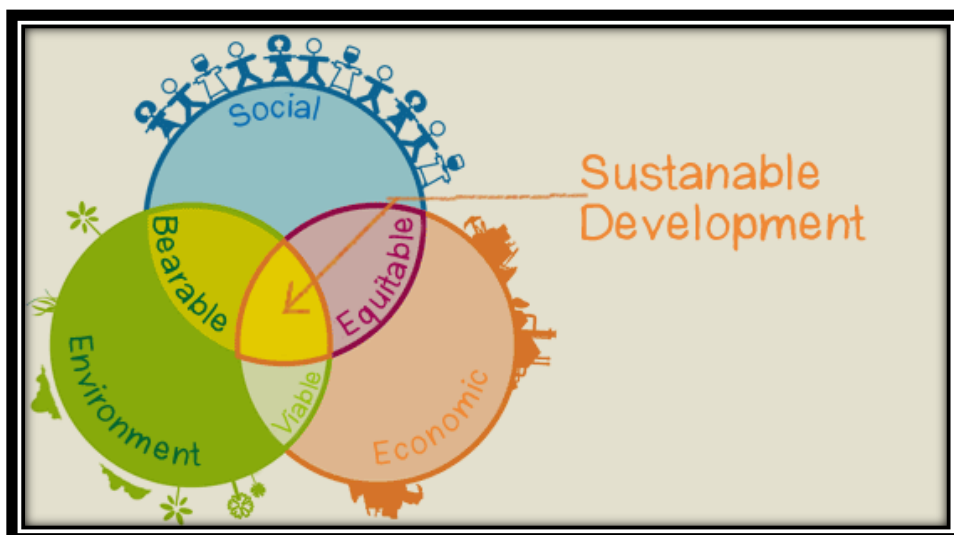 Social
Sustanable
Development
Bearable
Equitable
Environment
Viable
Economic